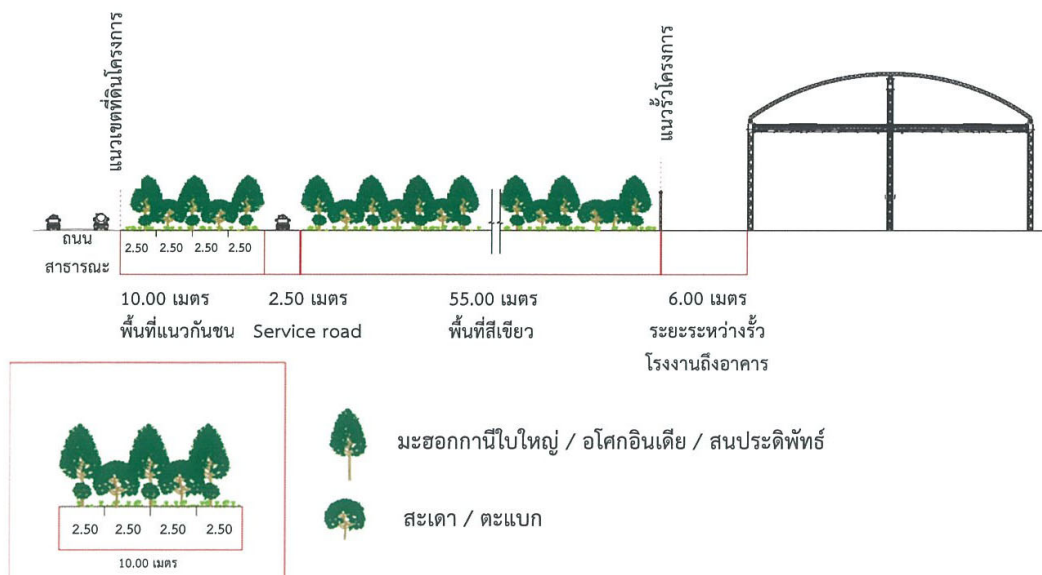 แนวเขตที่ดินโครงการ
แนวรั้วโครงการ
ถนน
สาธารณะ
2.50 2.50 2.50 2.50
10.00 เมตร
พื้นที่แนวกันชน
2.50 เมตร
Service road
55.00 เมตร
พื้นที่สีเขียว
6.00 เมตร
ระยะระหว่างรั้ว
โรงงานถึงอาคาร
มะฮอกกานีใบใหญ่ / อโศกอินเดีย / สนประดิพัทธ์
สะเดา / ตะแบก
2.50 2.50 2.50 2.50
10.00 เมตร